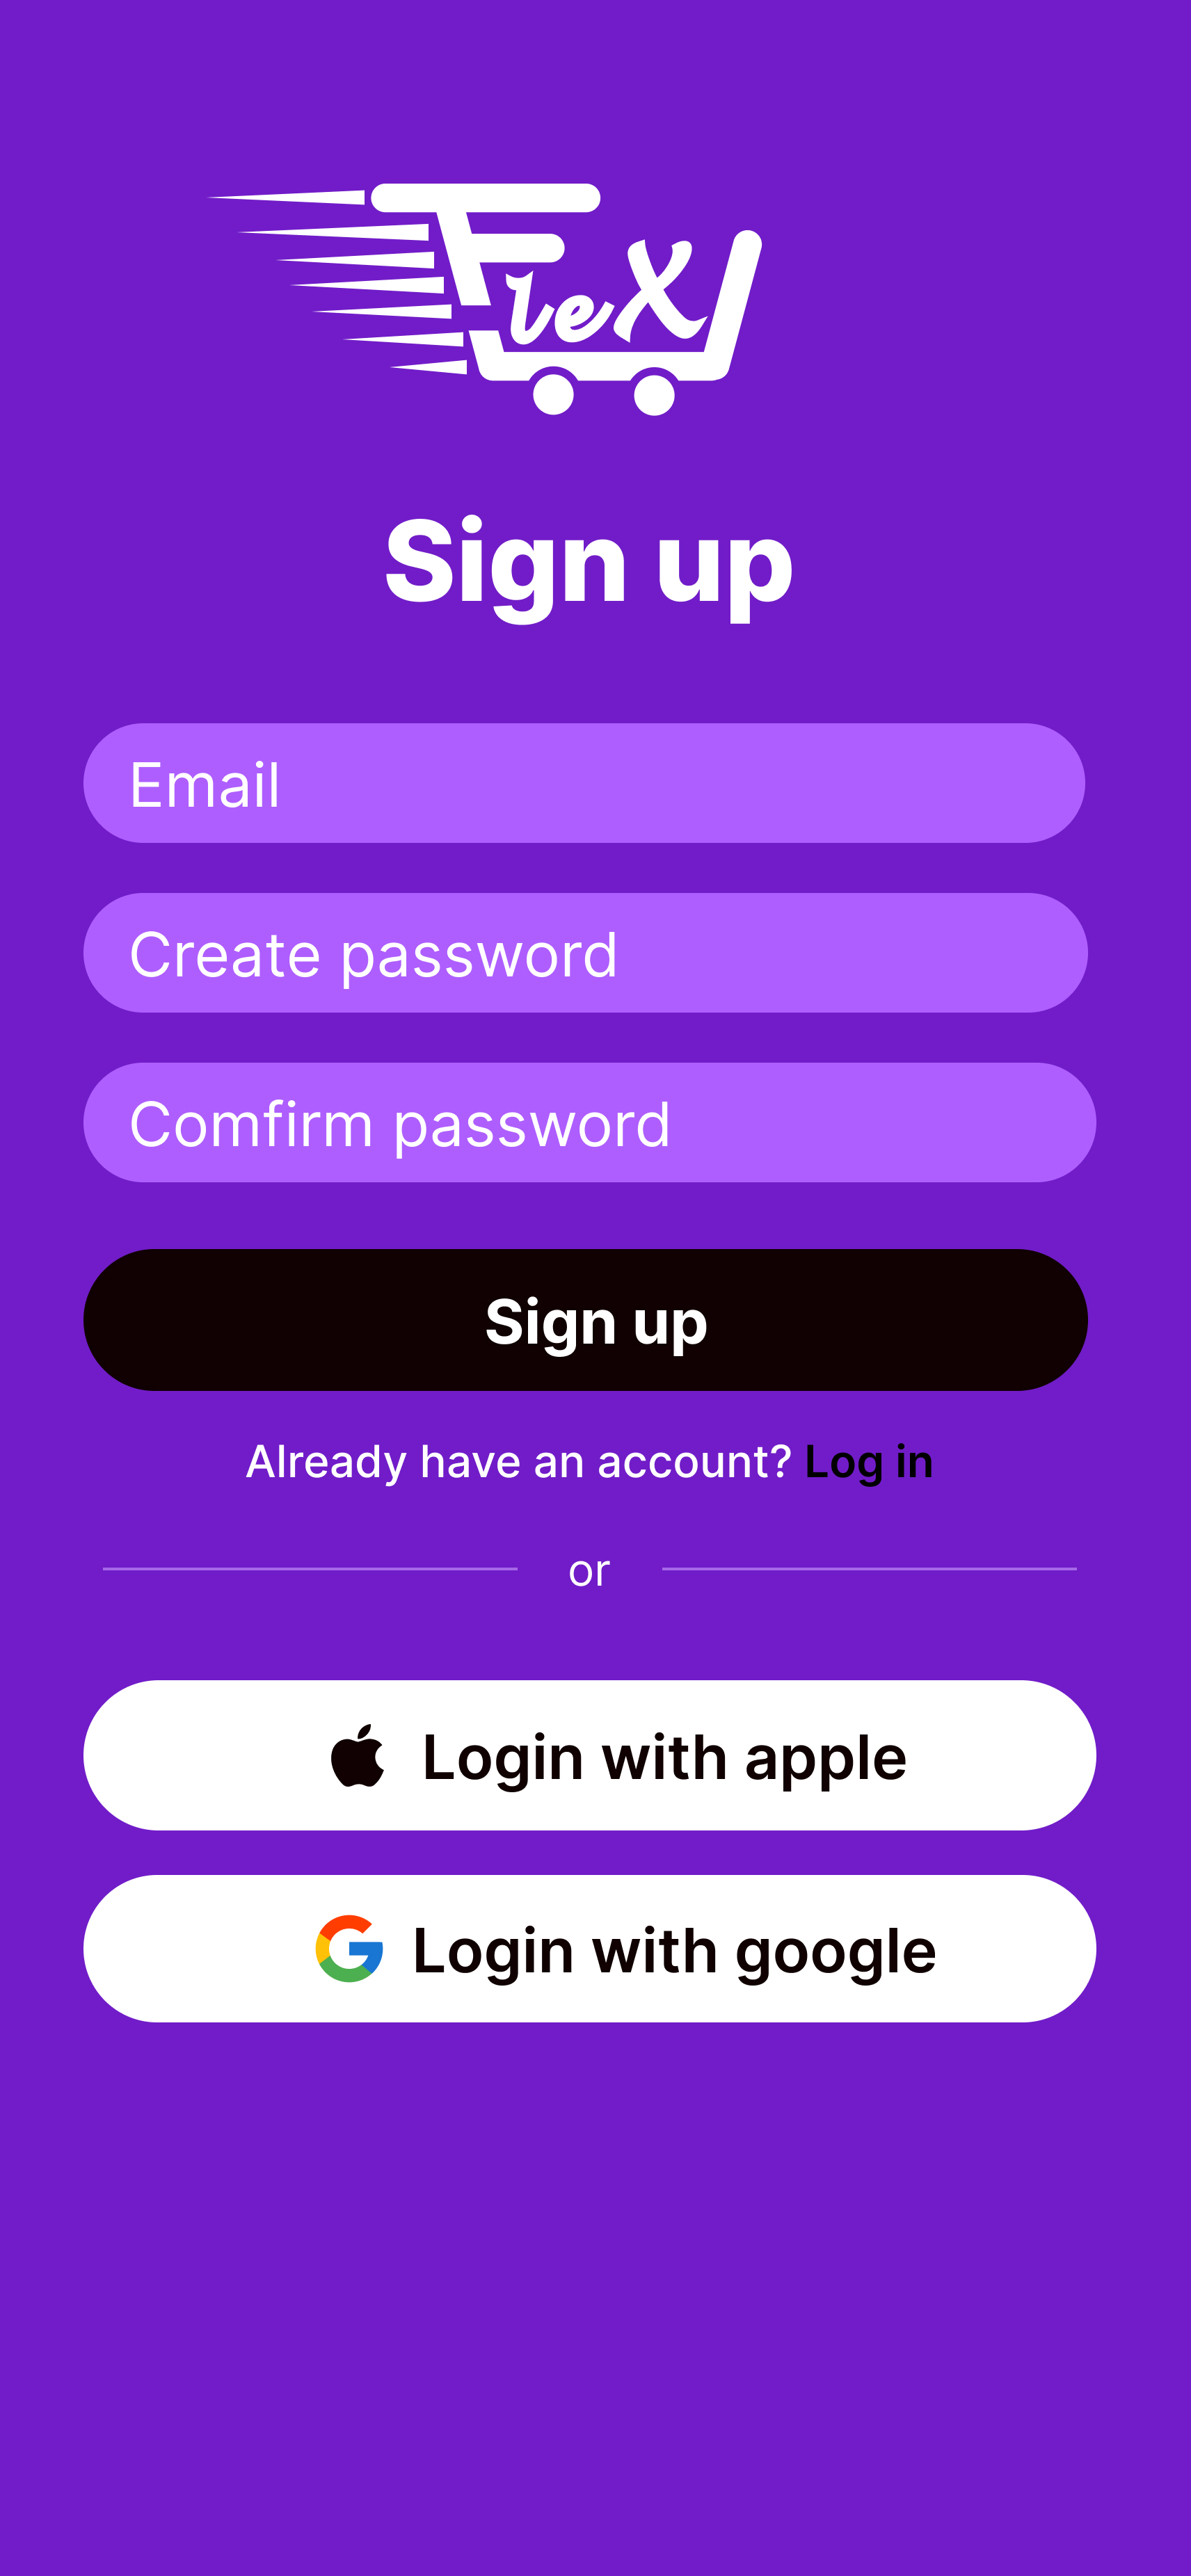 FleX
Sign up
Email
Create password
Comfirm password
Sign up
Already have an account? Log in
or
Login with apple
Login with google